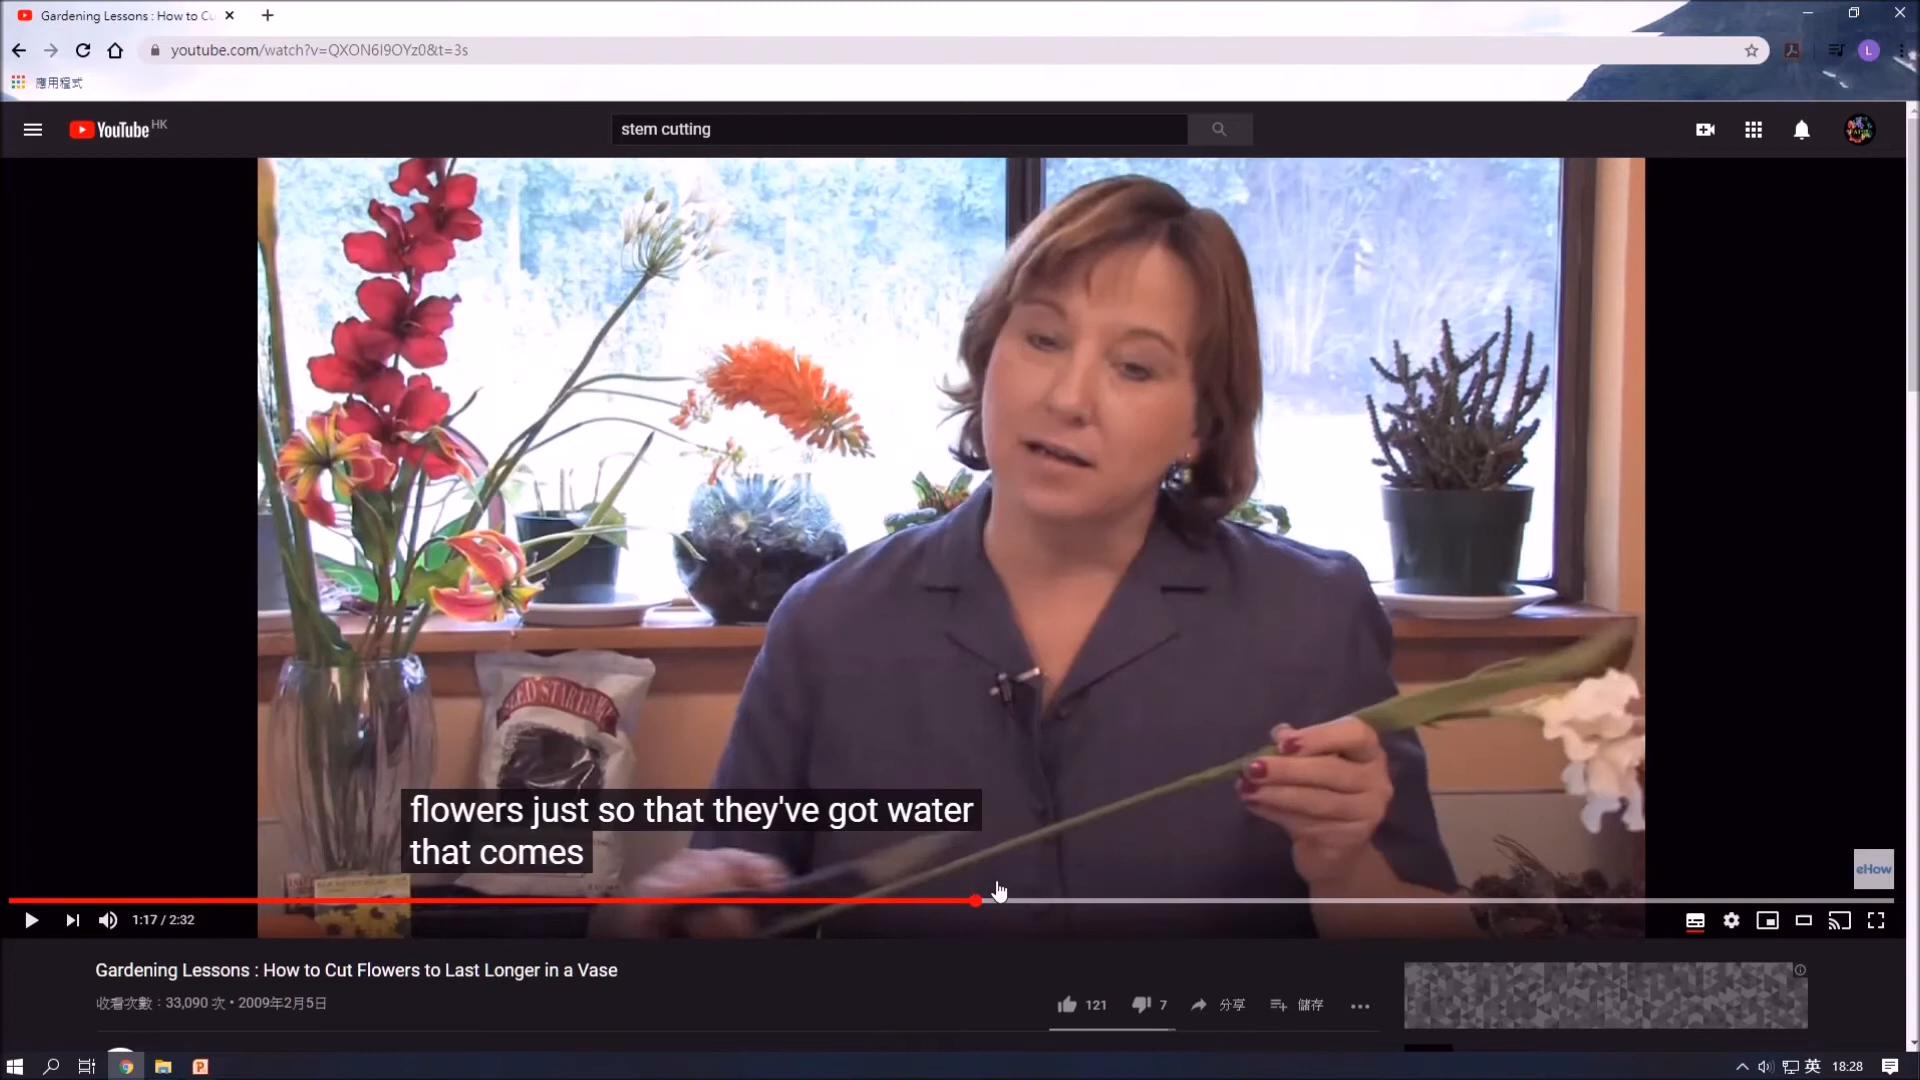 Gardening Lessons : How to Cu
youtube.com/watch?v=QXON6I9OYz0&t=3s
L
應用程式
YouTube HK
stem cutting
SEED STARTER
flowers just so that they've got water
that comes
eHow
1:17 / 2:32
Gardening Lessons : How to Cut Flowers to Last Longer in a Vase
收看次數：33,090 次 • 2009年2月5日
121
7
分享
儲存
英
18:28